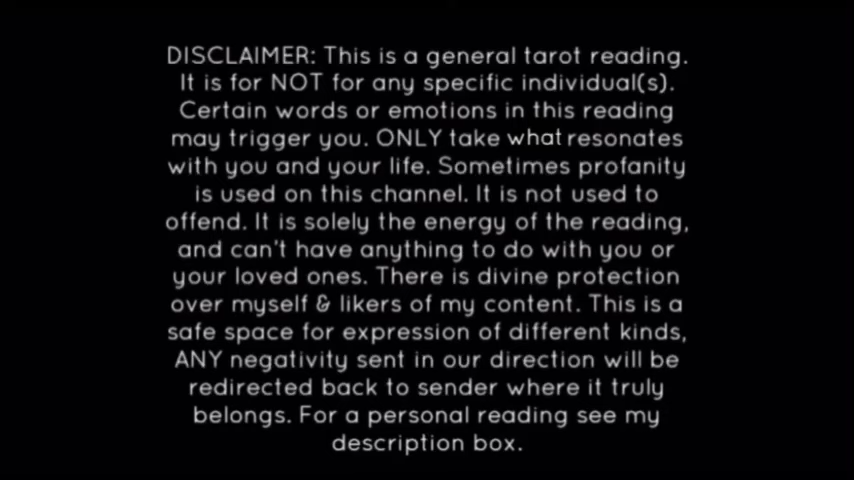 DISCLAIMER: This is a general tarot reading.
It is for NOT for any specific individual(s).
Certain words or emotions in this reading
may trigger you. ONLY take what resonates
with you and your life. Sometimes profanity
is used on this channel. It is not used to
offend. It is solely the energy of the reading,
and can't have anything to do with you or
your loved ones. There is divine protection
over myself & likers of my content. This is a
safe space for expression of different kinds,
ANY negativity sent in our direction will be
redirected back to sender where it truly
belongs. For a personal reading see my
description box.